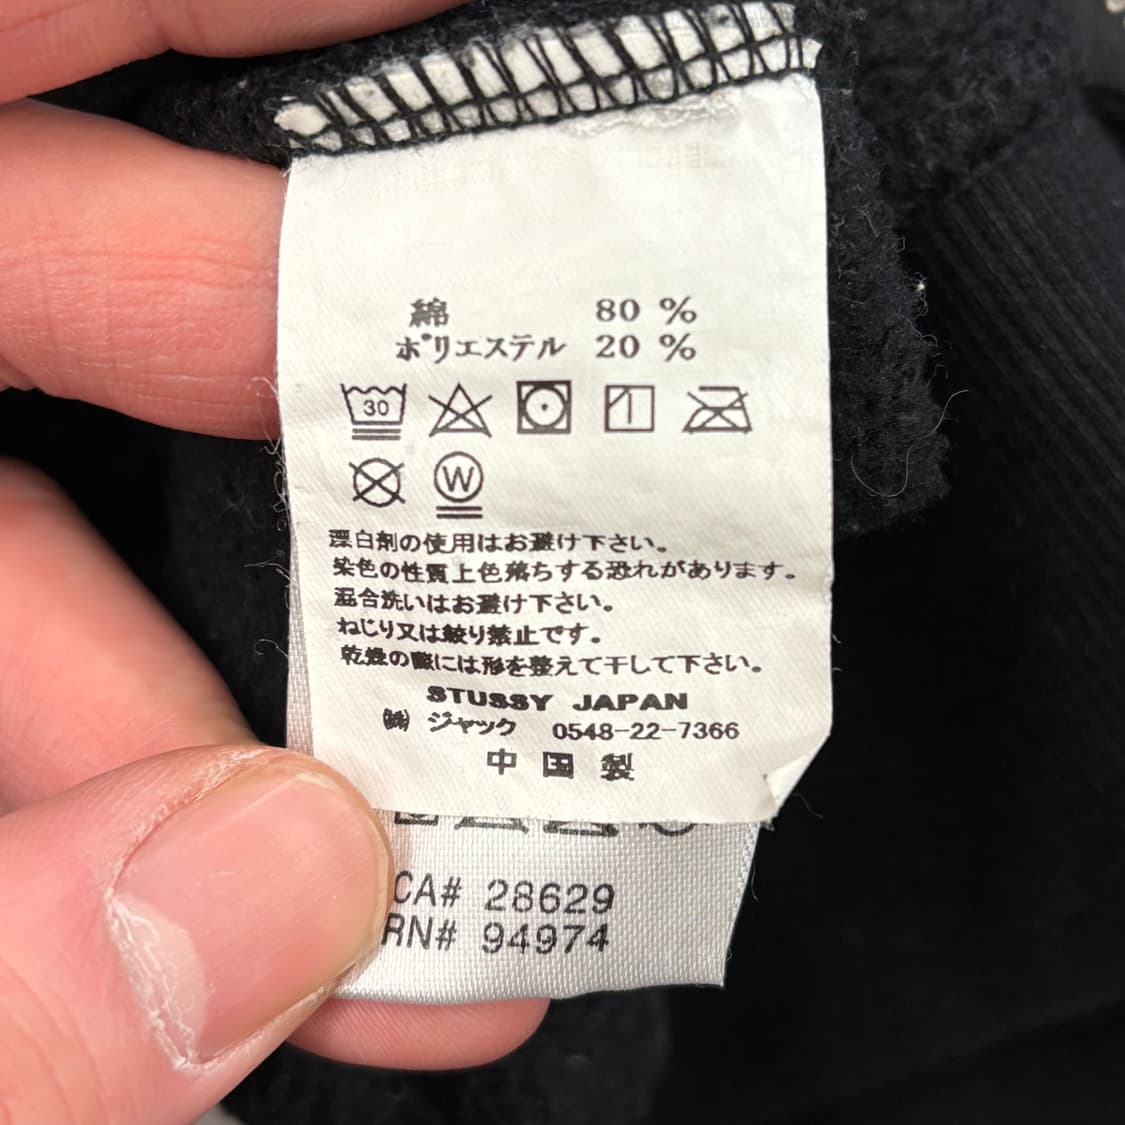 綿 80 %
ポリエステル 20 %
30
W
漂白剤の使用はお避け下さい。
染色の性質上色落ちする恐れがあります。
混合洗いはお避け下さい。
ねじり又は絞り禁止です。
乾燥の際には形を整えて干して下さい。
STUSSY JAPAN
㈱ ジャック 0548-22-7366
中国製
CA# 28629
RN# 94974